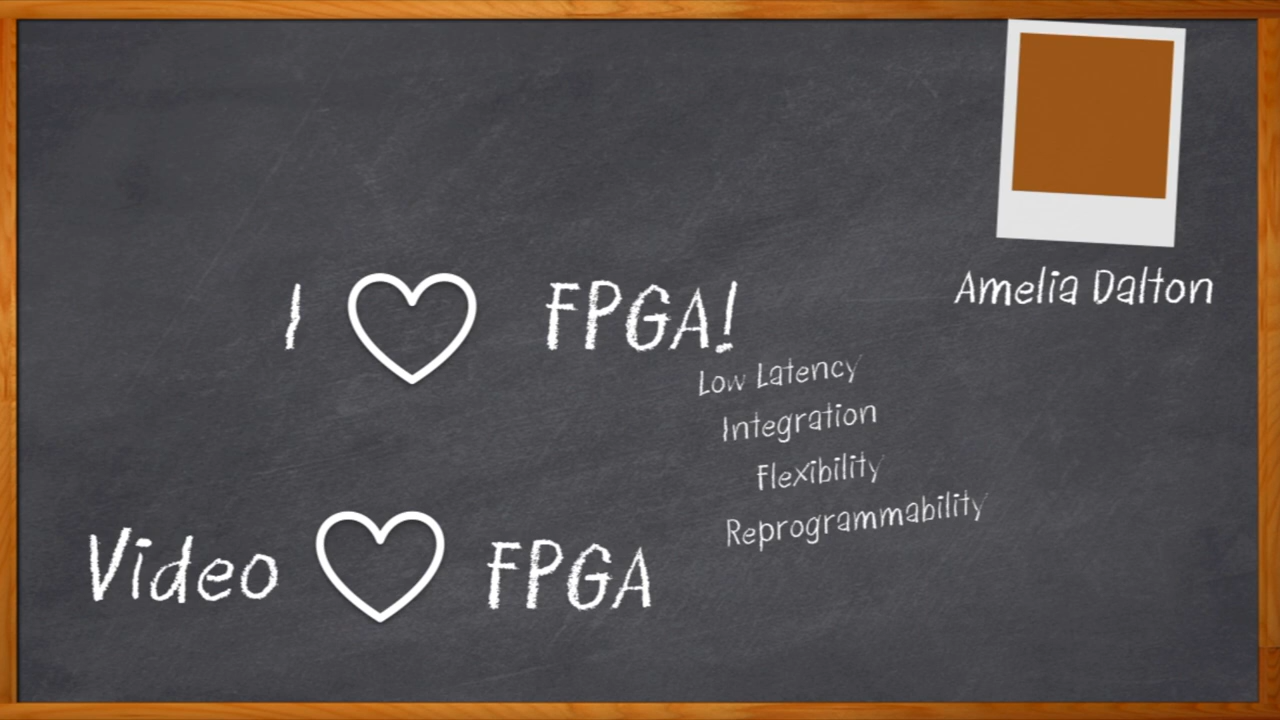 Amelia Dalton
I ♡ FPGA!
Low Latency
Integration
Flexibility
Reprogrammability
Video ♡ FPGA